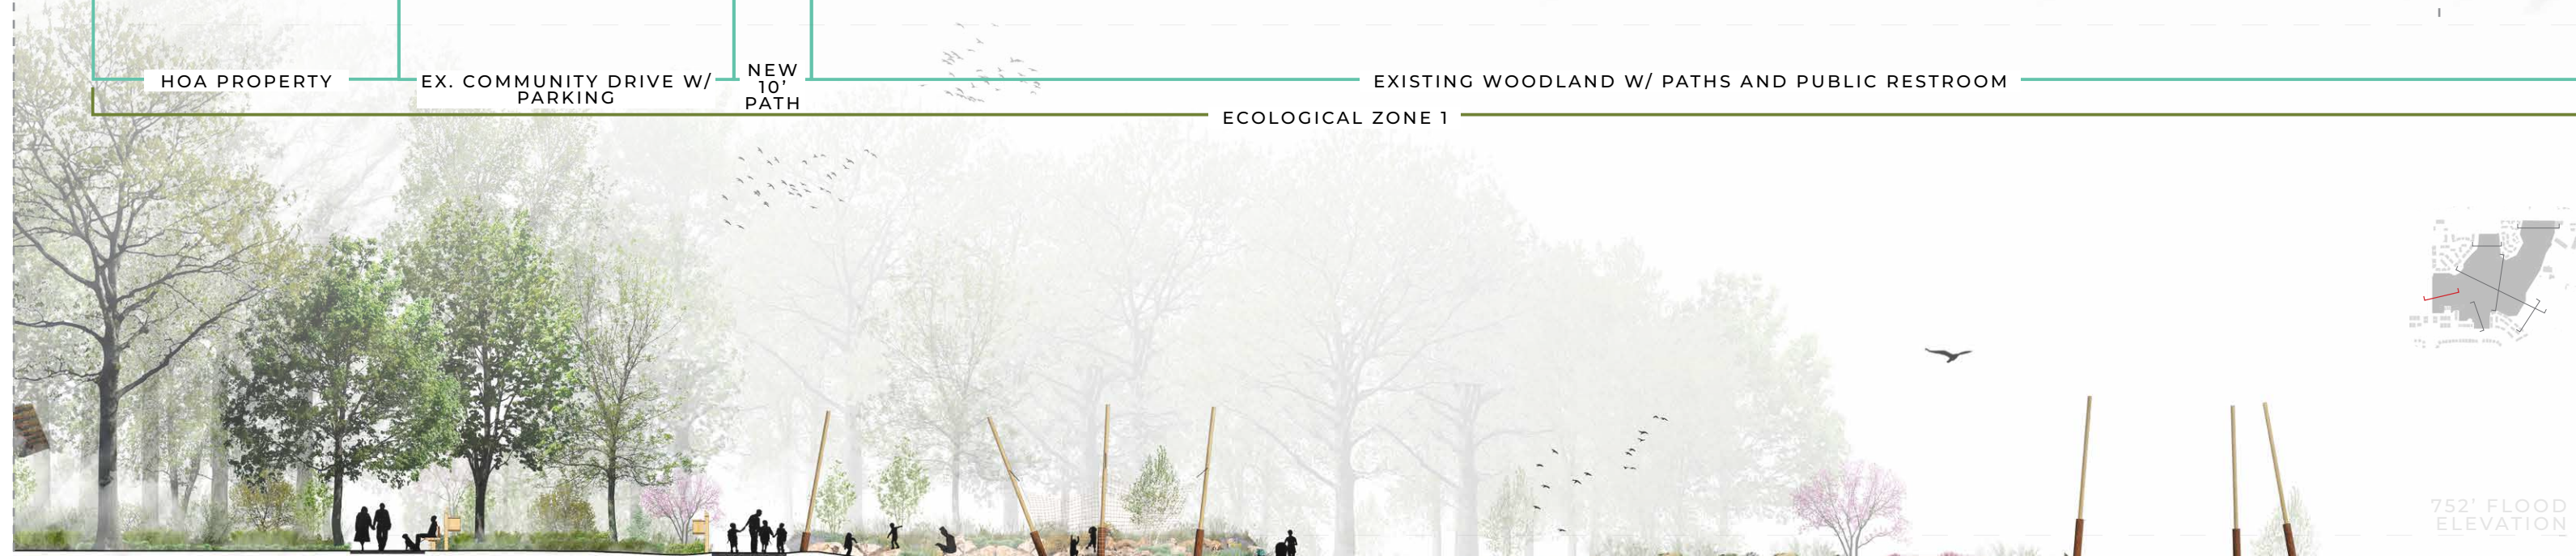 HOA PROPERTY
EX. COMMUNITY DRIVE W/
PARKING
NEW
10’
PATH
EXISTING WOODLAND W/ PATHS AND PUBLIC RESTROOM
ECOLOGICAL ZONE 1
752’ FLOOD
ELEVATION